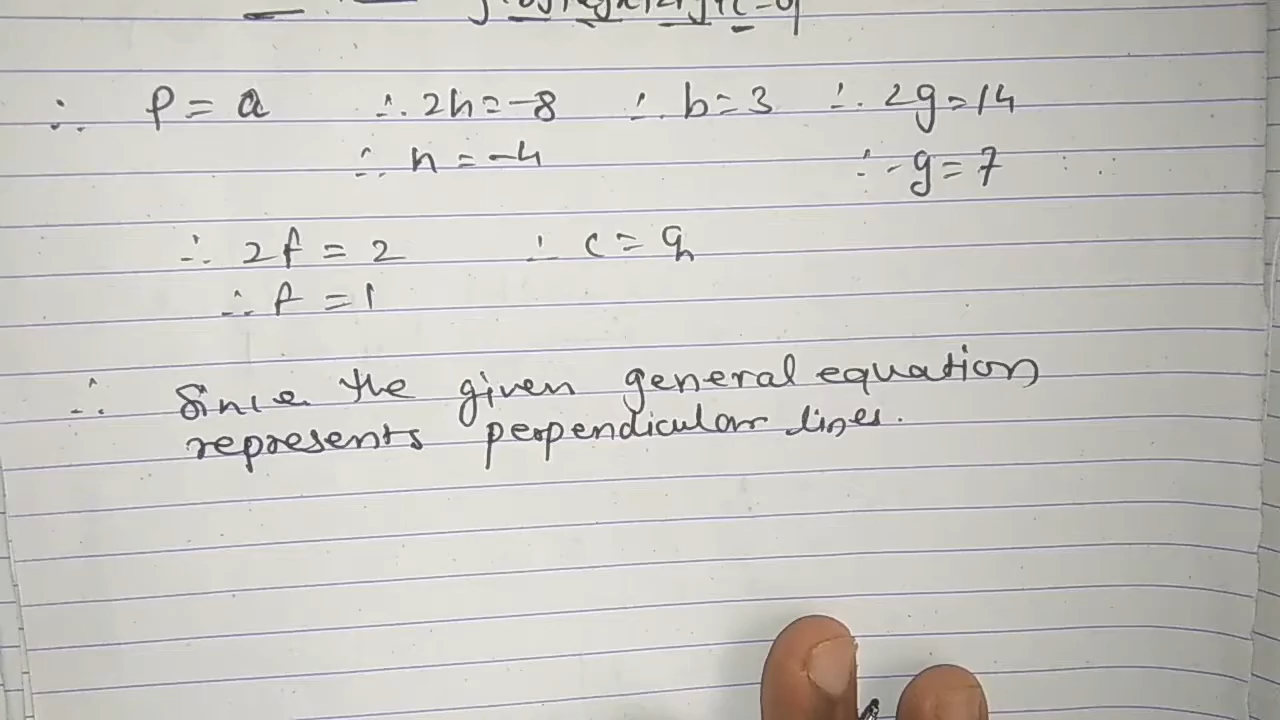 ∴ P = a ∴ 2h = -8 ∴ b = 3 ∴ 2g = 14
∴ h = -4 ∴ g = 7
∴ 2f = 2 ∴ c = q
∴ f = 1
∴ Since the given general equation
represents perpendicular lines.